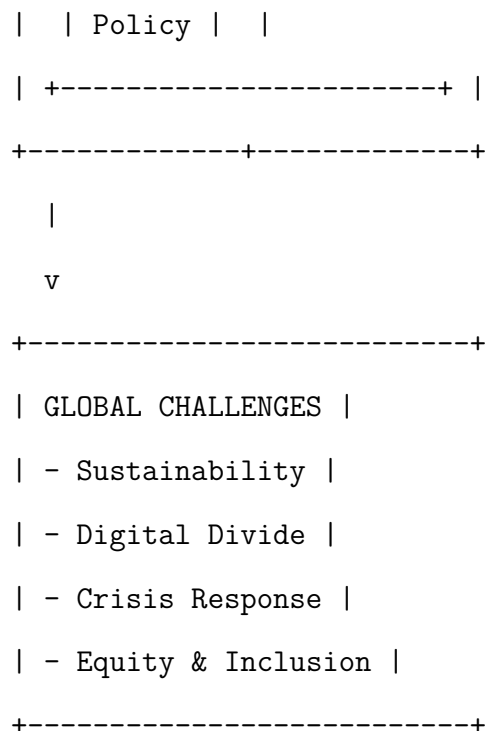 |  | Policy |  |
| +-----------------------+ |
+-------------+-------------+
  |
  v
+---------------------------+
| GLOBAL CHALLENGES |
| - Sustainability |
| - Digital Divide |
| - Crisis Response |
| - Equity & Inclusion |
+---------------------------+